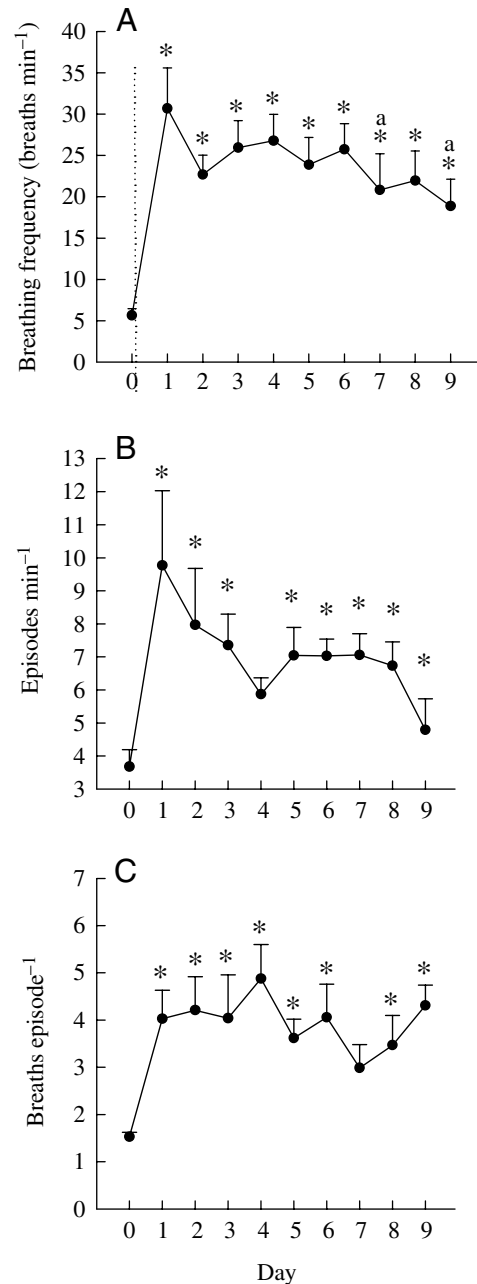 A
Breathing frequency (breaths min⁻¹)
40
35
30
25
20
15
10
5
0
* * * * * * a * * a *
0 1 2 3 4 5 6 7 8 9
B
Episodes min⁻¹
13
12
11
10
9
8
7
6
5
4
3
* * * * * * * *
0 1 2 3 4 5 6 7 8 9
C
Breaths episode⁻¹
7
6
5
4
3
2
1
0
* * * * * * * *
0 1 2 3 4 5 6 7 8 9
Day